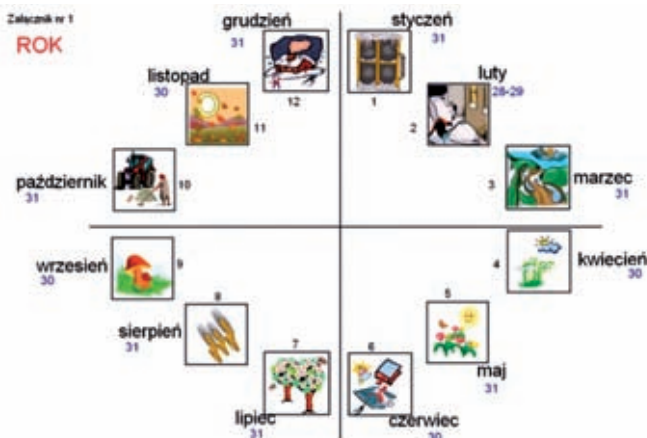 Załącznik nr 1
ROK
grudzień
31
12
styczeń
31
1
listopad
30
11
luty
28-29
2
październik
31
10
marzec
31
3
wrzesień
30
9
kwiecień
30
4
sierpień
31
8
maj
31
5
lipiec
31
7
czerwiec
30
6